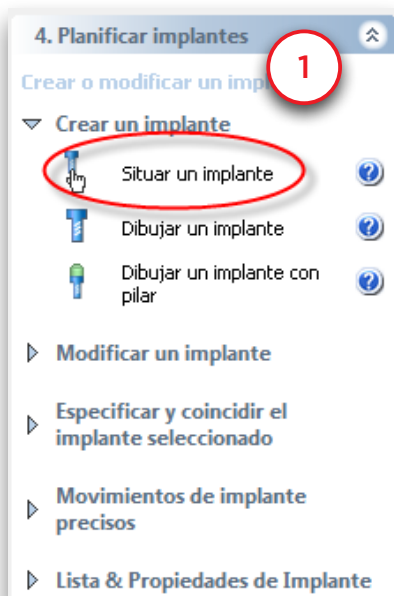 4. Planificar implantes
1
Crear o modificar un
Crear un implante
Situar un implante
?
Dibujar un implante
?
Dibujar un implante con
pilar
?
Modificar un implante
Especificar y coincidir el
implante seleccionado
Movimientos de implante
precisos
Lista & Propiedades de Implante